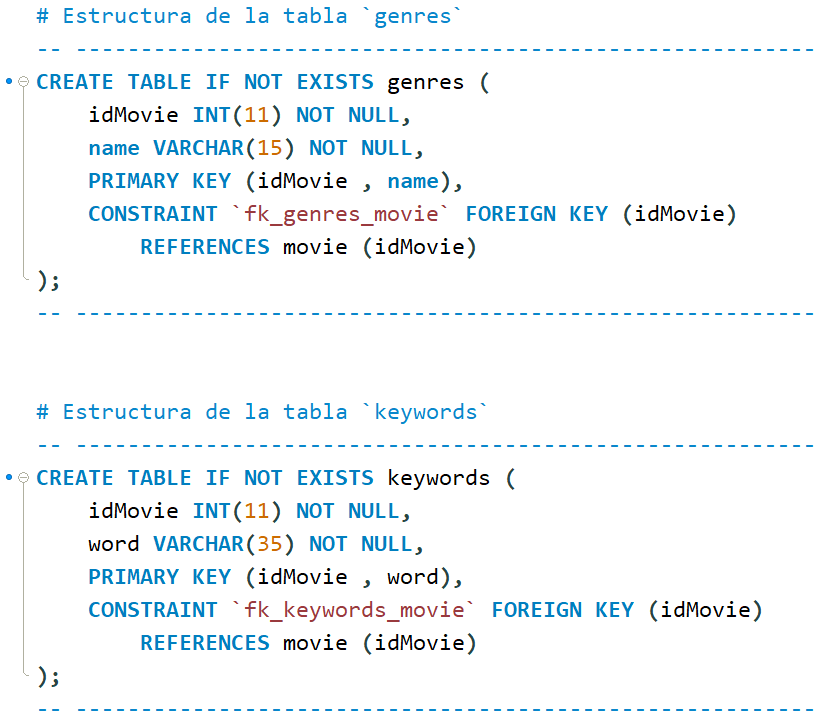 # Estructura de la tabla `genres`
-- ---------------------------------------------------------
CREATE TABLE IF NOT EXISTS genres (
idMovie INT(11) NOT NULL,
name VARCHAR(15) NOT NULL,
PRIMARY KEY (idMovie , name),
CONSTRAINT `fk_genres_movie` FOREIGN KEY (idMovie)
REFERENCES movie (idMovie)
);
-- ---------------------------------------------------------
# Estructura de la tabla `keywords`
-- ---------------------------------------------------------
CREATE TABLE IF NOT EXISTS keywords (
idMovie INT(11) NOT NULL,
word VARCHAR(35) NOT NULL,
PRIMARY KEY (idMovie , word),
CONSTRAINT `fk_keywords_movie` FOREIGN KEY (idMovie)
REFERENCES movie (idMovie)
);
-- ---------------------------------------------------------